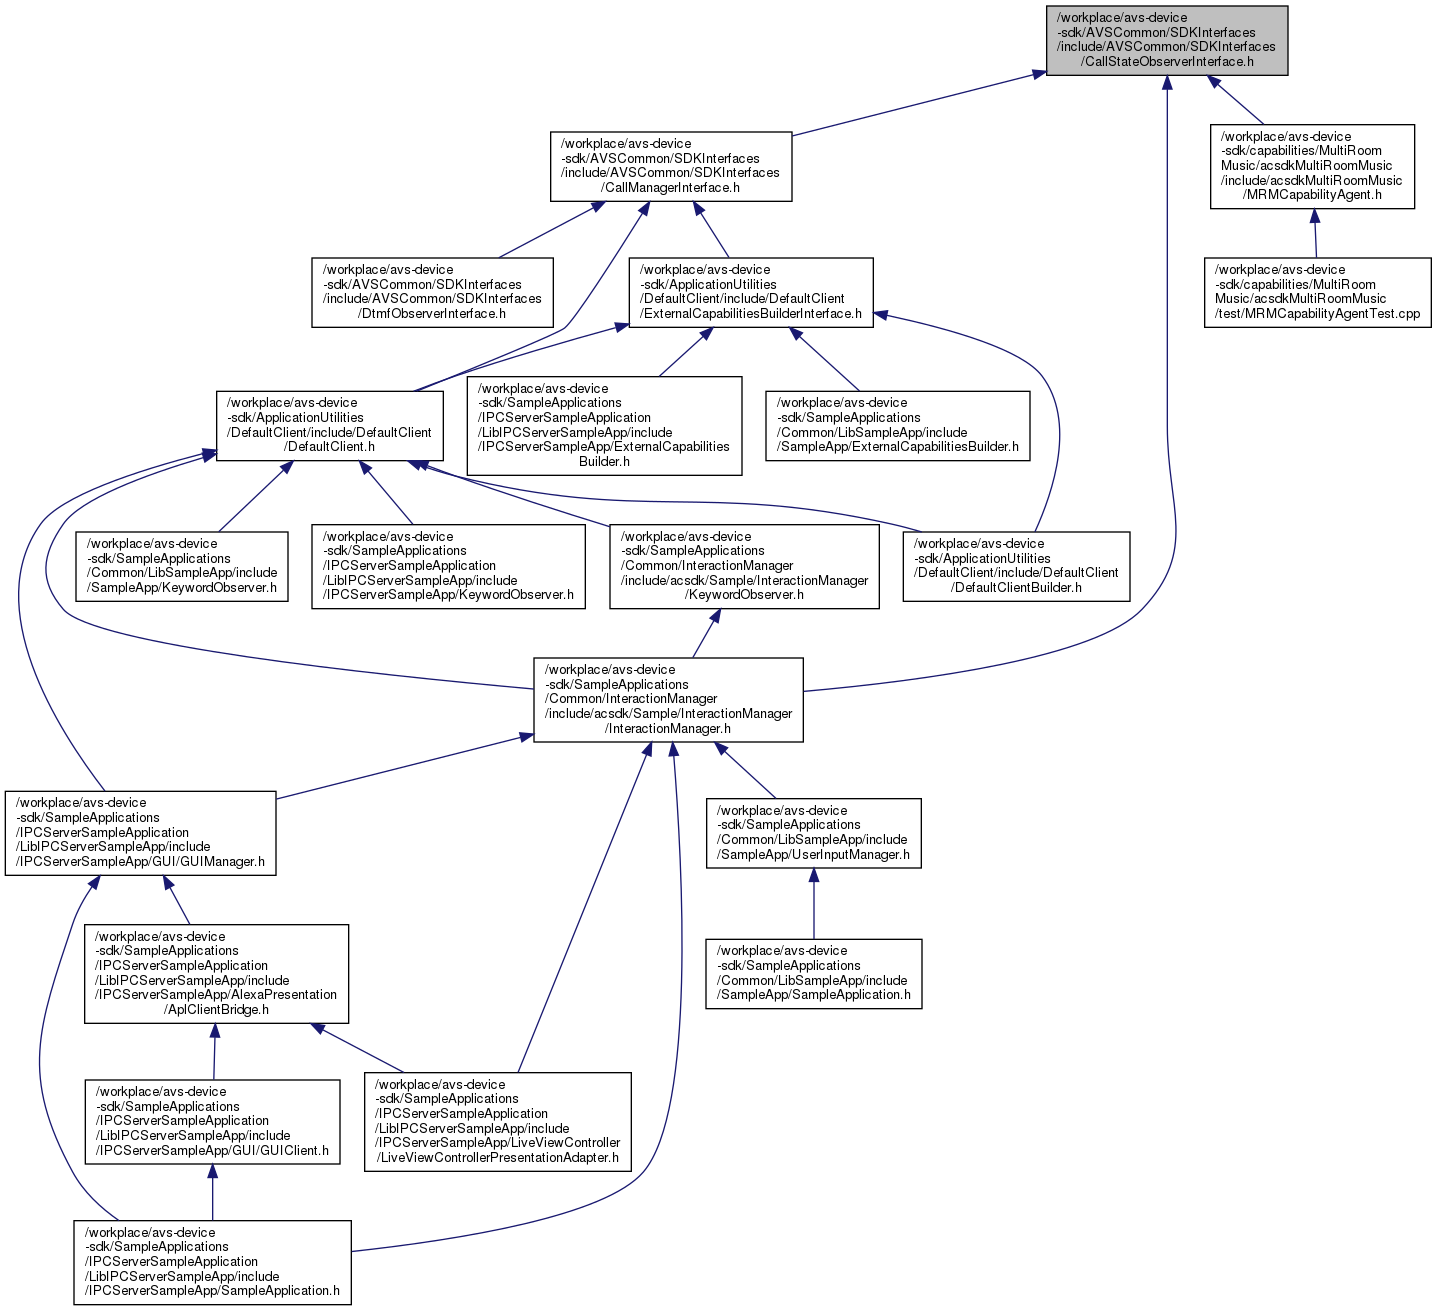 /workplace/avs-device
-sdk/AVSCommon/SDKInterfaces
/include/AVSCommon/SDKInterfaces
/CallStateObserverInterface.h
/workplace/avs-device
-sdk/AVSCommon/SDKInterfaces
/include/AVSCommon/SDKInterfaces
/CallManagerInterface.h
/workplace/avs-device
-sdk/capabilities/MultiRoom
Music/acsdkMultiRoomMusic
/include/acsdkMultiRoomMusic
/MRMCapabilityAgent.h
/workplace/avs-device
-sdk/AVSCommon/SDKInterfaces
/include/AVSCommon/SDKInterfaces
/DtmfObserverInterface.h
/workplace/avs-device
-sdk/ApplicationUtilities
/DefaultClient/include/DefaultClient
/ExternalCapabilitiesBuilderInterface.h
/workplace/avs-device
-sdk/capabilities/MultiRoom
Music/acsdkMultiRoomMusic
/test/MRMCapabilityAgentTest.cpp
/workplace/avs-device
-sdk/ApplicationUtilities
/DefaultClient/include/DefaultClient
/DefaultClient.h
/workplace/avs-device
-sdk/SampleApplications
/IPCServerSampleApplication
/LibIPCServerSampleApp/include
/IPCServerSampleApp/ExternalCapabilities
Builder.h
/workplace/avs-device
-sdk/SampleApplications
/Common/LibSampleApp/include
/SampleApp/ExternalCapabilitiesBuilder.h
/workplace/avs-device
-sdk/SampleApplications
/Common/LibSampleApp/include
/SampleApp/KeywordObserver.h
/workplace/avs-device
-sdk/SampleApplications
/IPCServerSampleApplication
/LibIPCServerSampleApp/include
/IPCServerSampleApp/KeywordObserver.h
/workplace/avs-device
-sdk/SampleApplications
/Common/InteractionManager
/include/acsdk/Sample/InteractionManager
/KeywordObserver.h
/workplace/avs-device
-sdk/ApplicationUtilities
/DefaultClient/include/DefaultClient
/DefaultClientBuilder.h
/workplace/avs-device
-sdk/SampleApplications
/Common/InteractionManager
/include/acsdk/Sample/InteractionManager
/InteractionManager.h
/workplace/avs-device
-sdk/SampleApplications
/IPCServerSampleApplication
/LibIPCServerSampleApp/include
/IPCServerSampleApp/GUI/GUIManager.h
/workplace/avs-device
-sdk/SampleApplications
/Common/LibSampleApp/include
/SampleApp/UserInputManager.h
/workplace/avs-device
-sdk/SampleApplications
/IPCServerSampleApplication
/LibIPCServerSampleApp/include
/IPCServerSampleApp/AlexaPresentation
/AplClientBridge.h
/workplace/avs-device
-sdk/SampleApplications
/Common/LibSampleApp/include
/SampleApp/SampleApplication.h
/workplace/avs-device
-sdk/SampleApplications
/IPCServerSampleApplication
/LibIPCServerSampleApp/include
/IPCServerSampleApp/GUI/GUIClient.h
/workplace/avs-device
-sdk/SampleApplications
/IPCServerSampleApplication
/LibIPCServerSampleApp/include
/IPCServerSampleApp/LiveViewController
/LiveViewControllerPresentationAdapter.h
/workplace/avs-device
-sdk/SampleApplications
/IPCServerSampleApplication
/LibIPCServerSampleApp/include
/IPCServerSampleApp/SampleApplication.h